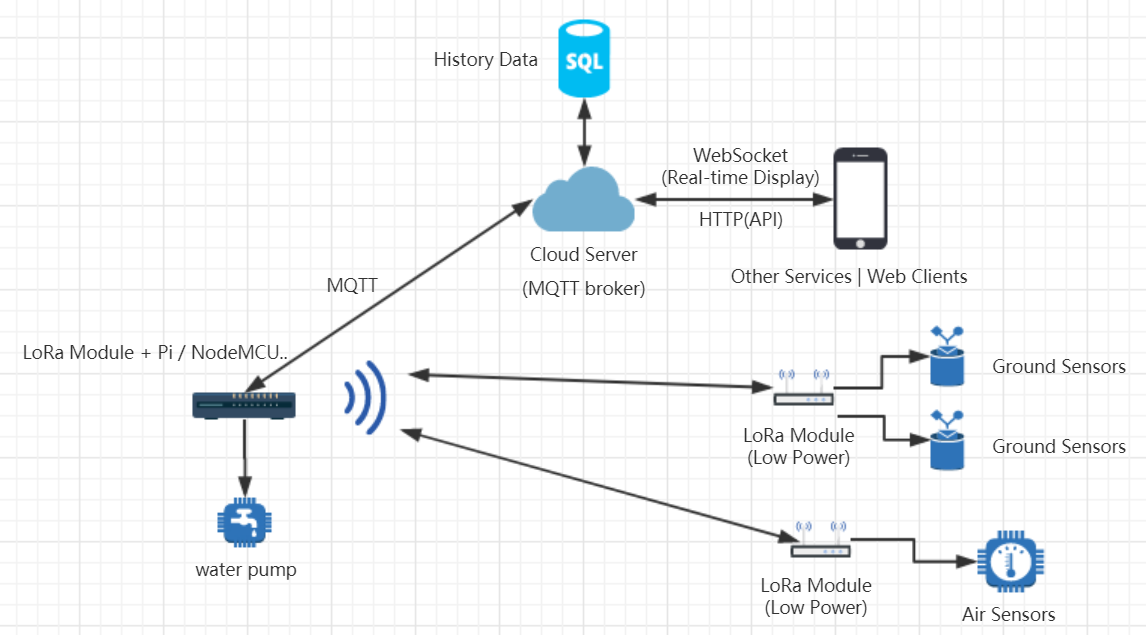 History Data
SQL
WebSocket
(Real-time Display)
HTTP(API)
Cloud Server
(MQTT broker)
Other Services | Web Clients
MQTT
LoRa Module + Pi / NodeMCU..
Ground Sensors
LoRa Module
(Low Power)
Ground Sensors
water pump
LoRa Module
(Low Power)
Air Sensors